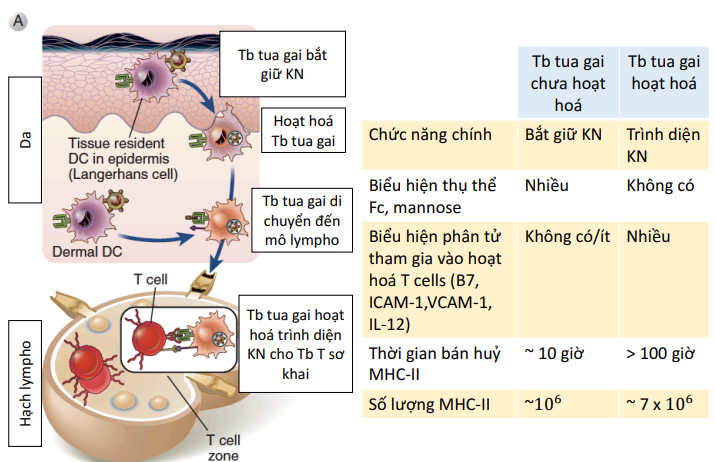 A
Da
Tb tua gai bắt
giữ KN
Hoạt hoá
Tb tua gai
Tissue resident
DC in epidermis
(Langerhans cell)
Tb tua gai di
chuyển đến
mô lympho
Dermal DC
Hạch lympho
T cell
Tb tua gai hoạt
hoá trình diện
KN cho Tb T sơ
khai
T cell
zone
Tb tua gai
chưa hoạt
hoá
Tb tua gai
hoạt hoá
Chức năng chính
Bắt giữ KN
Trình diện
KN
Biểu hiện thụ thể
Fc, mannose
Nhiều
Không có
Biểu hiện phân tử
tham gia vào hoạt
hoá T cells (B7,
ICAM-1,VCAM-1,
IL-12)
Không có/ít
Nhiều
Thời gian bán huỷ
MHC-II
~ 10 giờ
> 100 giờ
Số lượng MHC-II
~10⁶
~ 7 x 10⁶